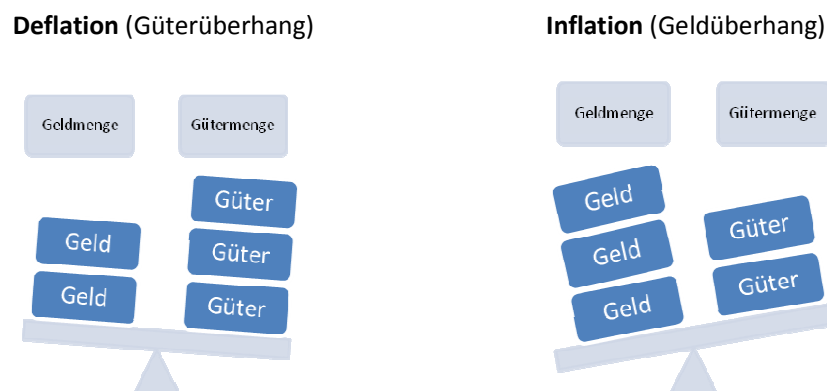 Deflation (Güterüberhang)
Geldmenge
Gütermenge
Güter
Geld
Güter
Geld
Güter
Inflation (Geldüberhang)
Geldmenge
Gütermenge
Geld
Güter
Geld
Güter
Geld